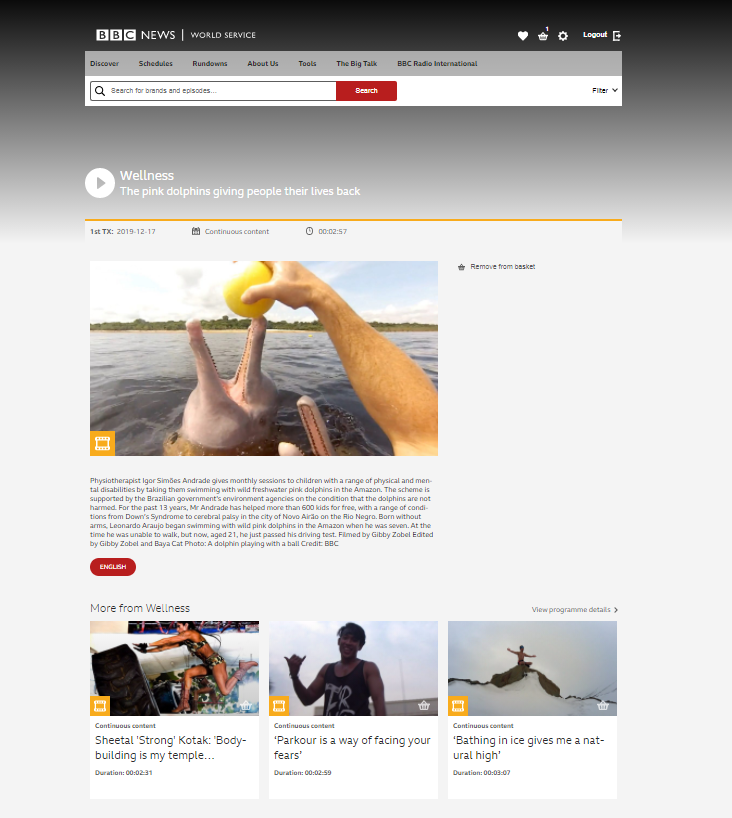 BBC NEWS | WORLD SERVICE
1
Logout
Discover Schedules Rundowns About Us Tools The Big Talk BBC Radio International
Search for brands and episodes... Search Filter
Wellness
The pink dolphins giving people their lives back
1st TX: 2019-12-17 Continuous content 00:02:57
Remove from basket
Physiotherapist Igor Simões Andrade gives monthly sessions to children with a range of physical and men-
tal disabilities by taking them swimming with wild freshwater pink dolphins in the Amazon. The scheme is
supported by the Brazilian government's environment agencies on the condition that the dolphins are not
harmed. For the past 13 years, Mr Andrade has helped more than 600 kids for free, with a range of condi-
tions from Down's Syndrome to cerebral palsy in the city of Novo Airão on the Rio Negro. Born without
arms, Leonardo Araujo began swimming with wild pink dolphins in the Amazon when he was seven. At the
time he was unable to walk, but now, aged 21, he just passed his driving test. Filmed by Gibby Zobel Edited
by Gibby Zobel and Baya Cat Photo: A dolphin playing with a ball Credit: BBC
ENGLISH
More from Wellness View programme details
Continuous content
Sheetal 'Strong' Kotak: 'Body-
building is my temple...
Duration: 00:02:31
Continuous content
'Parkour is a way of facing your
fears'
Duration: 00:02:59
Continuous content
'Bathing in ice gives me a nat-
ural high'
Duration: 00:03:07